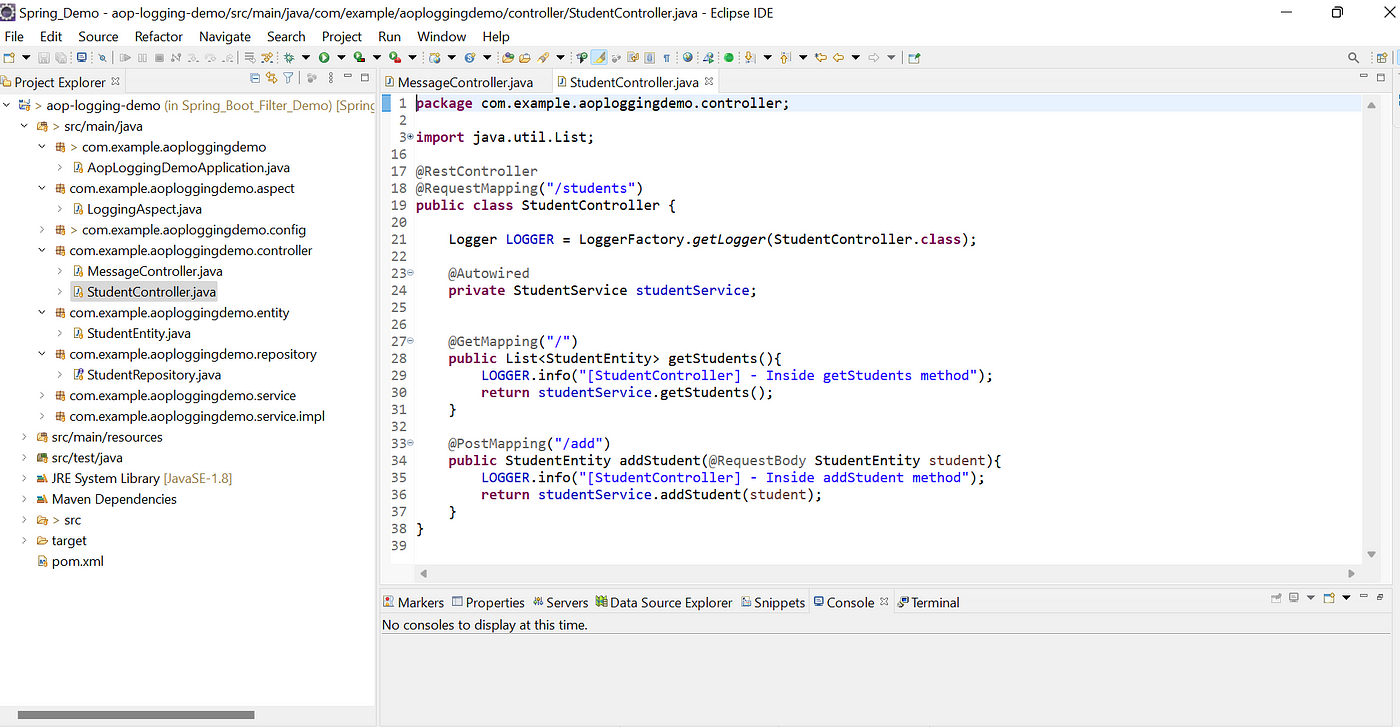 Spring_Demo - aop-logging-demo/src/main/java/com/example/aoploggingdemo/controller/StudentController.java - Eclipse IDE
File Edit Source Refactor Navigate Search Project Run Window Help
Project Explorer
> aop-logging-demo (in Spring_Boot_Filter_Demo) [Spring
> src/main/java
> com.example.aoploggingdemo
AopLoggingDemoApplication.java
com.example.aoploggingdemo.aspect
LoggingAspect.java
> com.example.aoploggingdemo.config
com.example.aoploggingdemo.controller
MessageController.java
StudentController.java
com.example.aoploggingdemo.entity
StudentEntity.java
com.example.aoploggingdemo.repository
StudentRepository.java
com.example.aoploggingdemo.service
com.example.aoploggingdemo.service.impl
src/main/resources
src/test/java
JRE System Library [JavaSE-1.8]
Maven Dependencies
> src
target
pom.xml
MessageController.java StudentController.java
1 package com.example.aoploggingdemo.controller;
2
3 import java.util.List;
16
17 @RestController
18 @RequestMapping("/students")
19 public class StudentController {
20
21 Logger LOGGER = LoggerFactory.getLogger(StudentController.class);
22
23 @Autowired
24 private StudentService studentService;
25
26
27 @GetMapping("/")
28 public List<StudentEntity> getStudents(){
29 LOGGER.info("[StudentController] - Inside getStudents method");
30 return studentService.getStudents();
31 }
32
33 @PostMapping("/add")
34 public StudentEntity addStudent(@RequestBody StudentEntity student){
35 LOGGER.info("[StudentController] - Inside addStudent method");
36 return studentService.addStudent(student);
37 }
38 }
39
Markers Properties Servers Data Source Explorer Snippets Console Terminal
No consoles to display at this time.